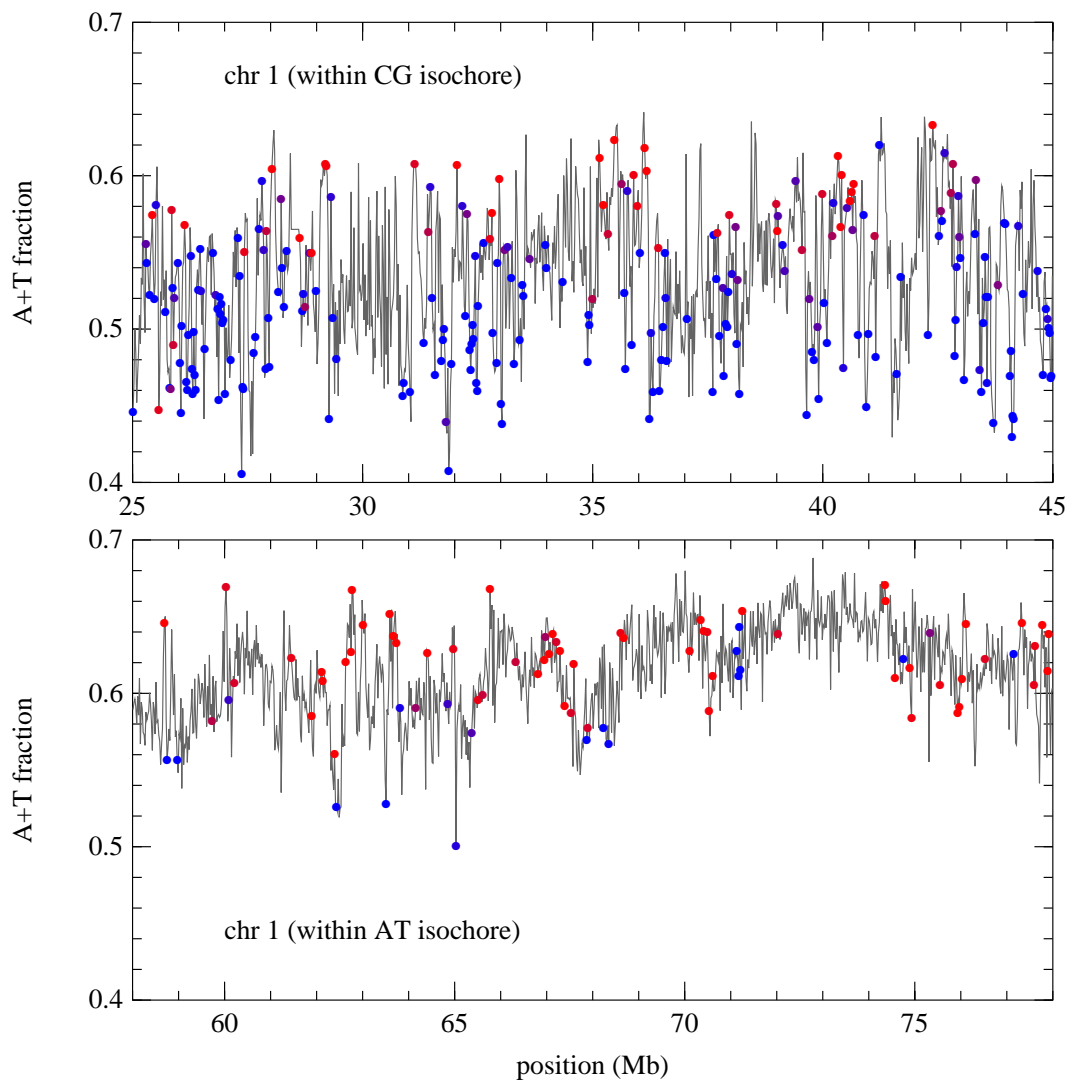 0.7
chr 1 (within CG isochore)
0.6
A+T fraction
0.5
0.4
25 30 35 40 45
0.7
0.6
A+T fraction
0.5
chr 1 (within AT isochore)
0.4
60 65 70 75
position (Mb)